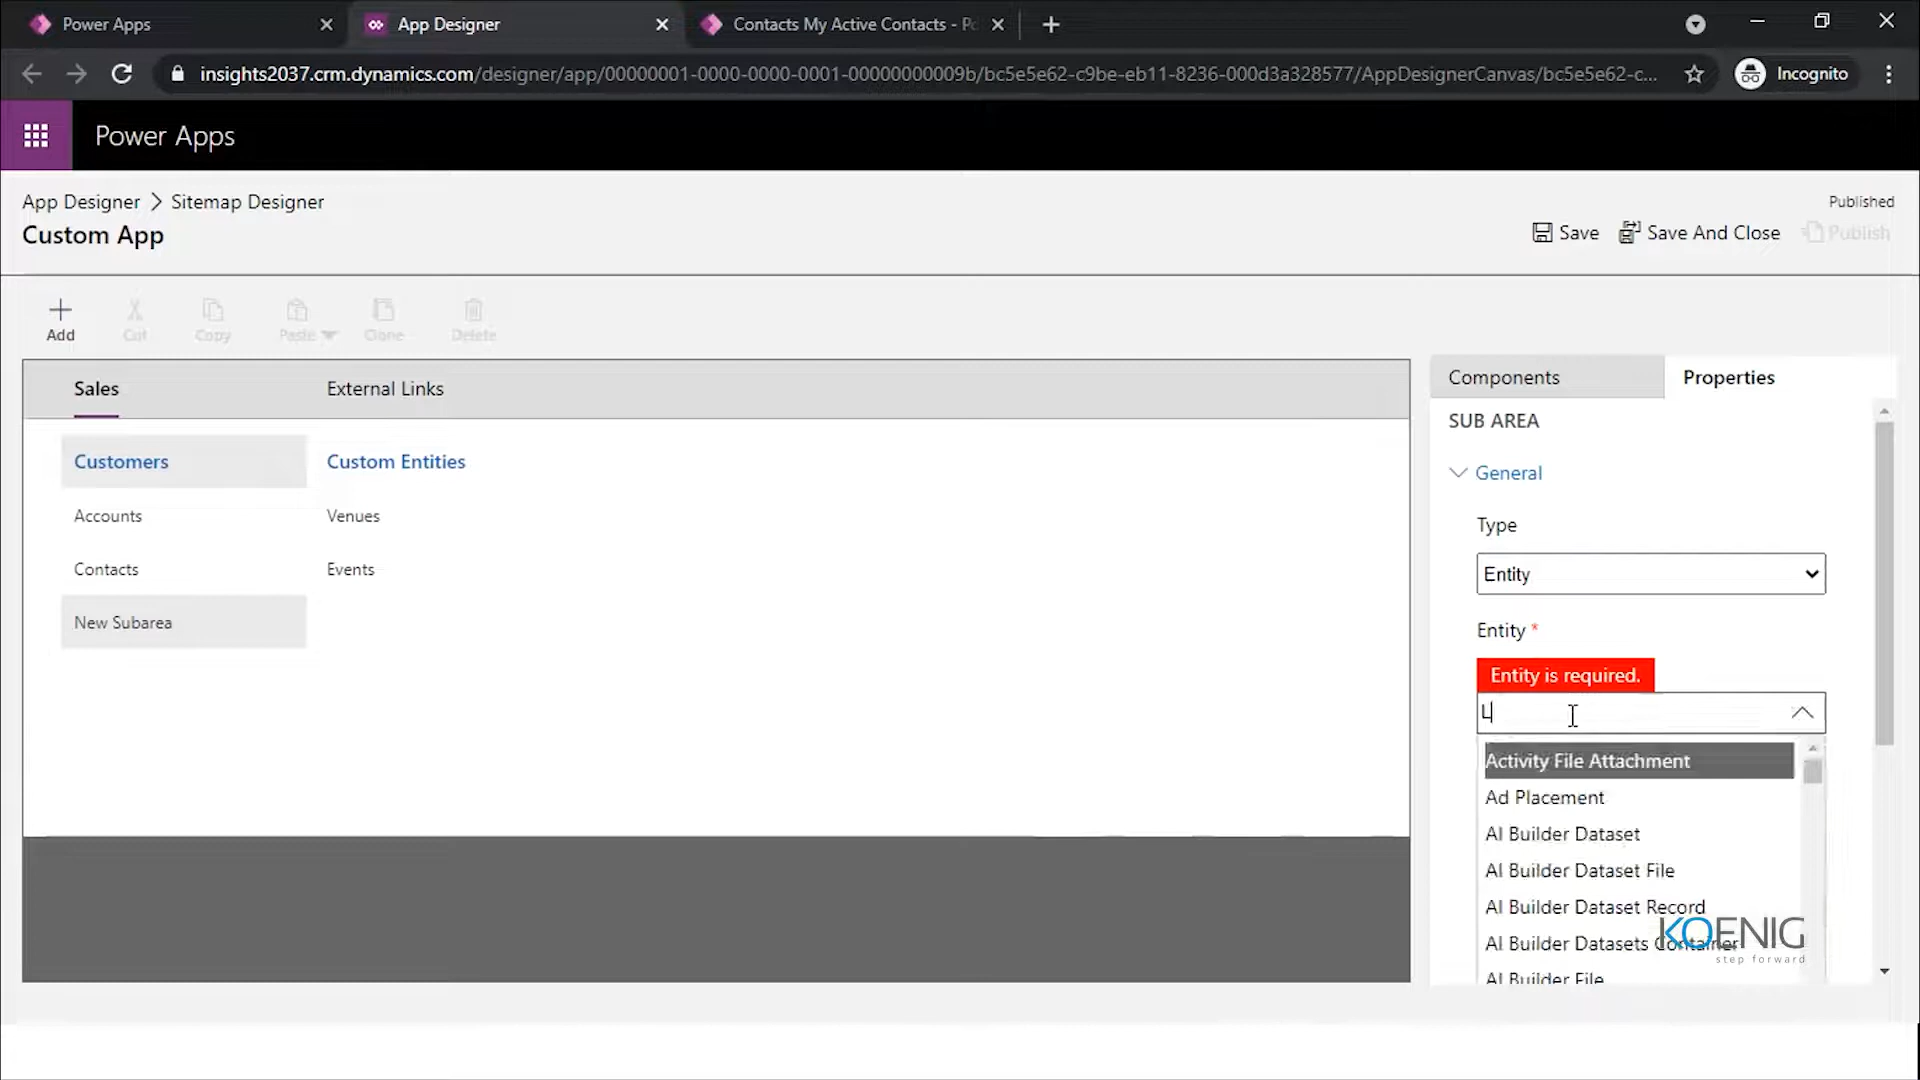 Power Apps
App Designer
Contacts My Active Contacts - Po
insights2037.crm.dynamics.com/designer/app/00000001-0000-0000-0001-00000000009b/bc5e5e62-c9be-eb11-8236-000d3a328577/AppDesignerCanvas/bc5e5e62-c...
Incognito
Power Apps
App Designer > Sitemap Designer
Published
Custom App
Save
Save And Close
Publish
Add
Cut
Copy
Paste
Clone
Delete
Sales
External Links
Customers
Custom Entities
Accounts
Venues
Contacts
Events
New Subarea
Components
Properties
SUB AREA
General
Type
Entity
Entity *
Entity is required.
L
Activity File Attachment
Ad Placement
AI Builder Dataset
AI Builder Dataset File
AI Builder Dataset Record
AI Builder Datasets Container
AI Builder File
KOENIG
step forward